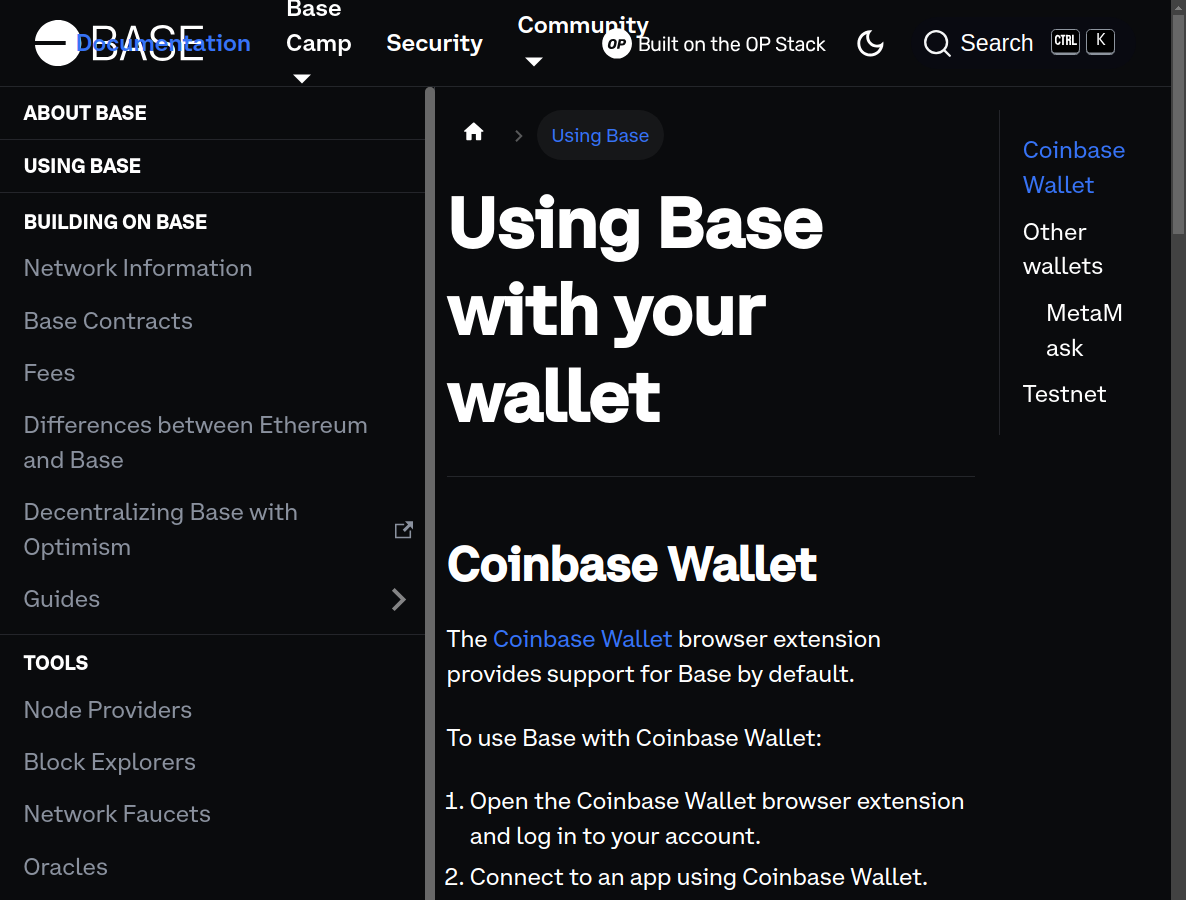 BASE
Documentation
Base
Camp
Security
Community
OP Built on the OP Stack
Search
CTRL K
ABOUT BASE
USING BASE
BUILDING ON BASE
Network Information
Base Contracts
Fees
Differences between Ethereum
and Base
Decentralizing Base with
Optimism
Guides
TOOLS
Node Providers
Block Explorers
Network Faucets
Oracles
Using Base
Using Base
with your
wallet
Coinbase Wallet
The Coinbase Wallet browser extension
provides support for Base by default.
To use Base with Coinbase Wallet:
1. Open the Coinbase Wallet browser extension
and log in to your account.
2. Connect to an app using Coinbase Wallet.
Coinbase
Wallet
Other
wallets
MetaM
ask
Testnet